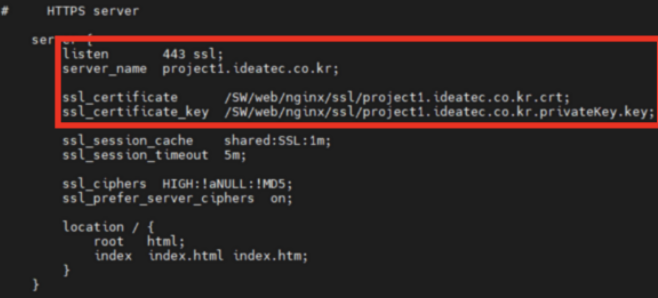 #    HTTPS server
server {
listen       443 ssl;
server_name  project1.ideatec.co.kr;
ssl_certificate      /SW/web/nginx/ssl/project1.ideatec.co.kr.crt;
ssl_certificate_key  /SW/web/nginx/ssl/project1.ideatec.co.kr.privateKey.key;
ssl_session_cache    shared:SSL:1m;
ssl_session_timeout  5m;
ssl_ciphers  HIGH:!aNULL:!MD5;
ssl_prefer_server_ciphers  on;
location / {
root   html;
index  index.html index.htm;
}
}